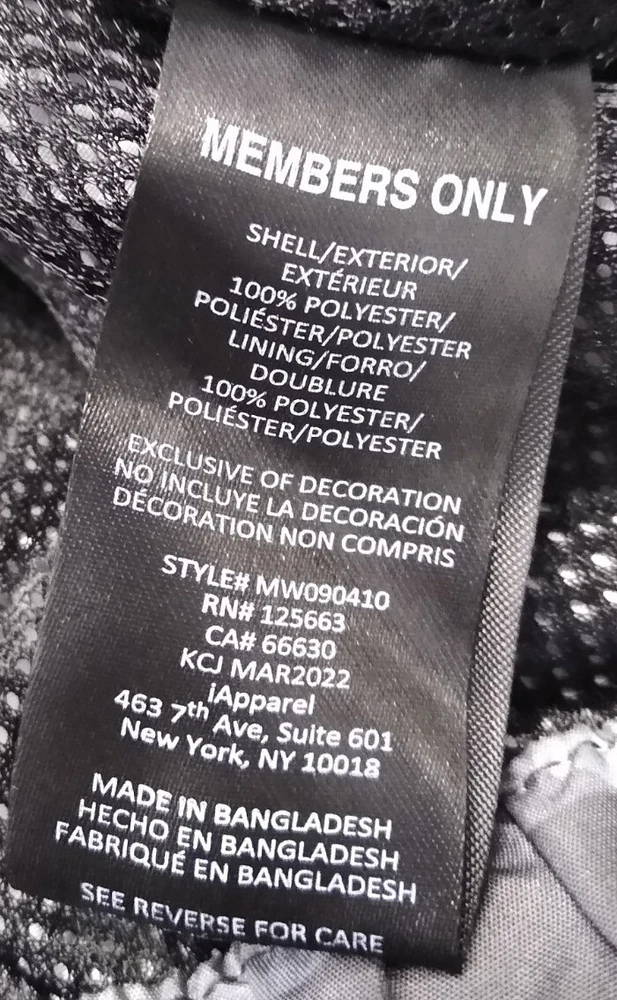 MEMBERS ONLY
SHELL/EXTERIOR/
EXTÉRIEUR
100% POLYESTER/
POLIÉSTER/POLYESTER
LINING/FORRO/
DOUBLURE
100% POLYESTER/
POLIÉSTER/POLYESTER
EXCLUSIVE OF DECORATION
NO INCLUYE LA DECORACIÓN
DÉCORATION NON COMPRIS
STYLE# MW090410
RN# 125663
CA# 66630
KCJ MAR2022
iApparel
463 7th Ave, Suite 601
New York, NY 10018
MADE IN BANGLADESH
HECHO EN BANGLADESH
FABRIQUÉ EN BANGLADESH
SEE REVERSE FOR CARE